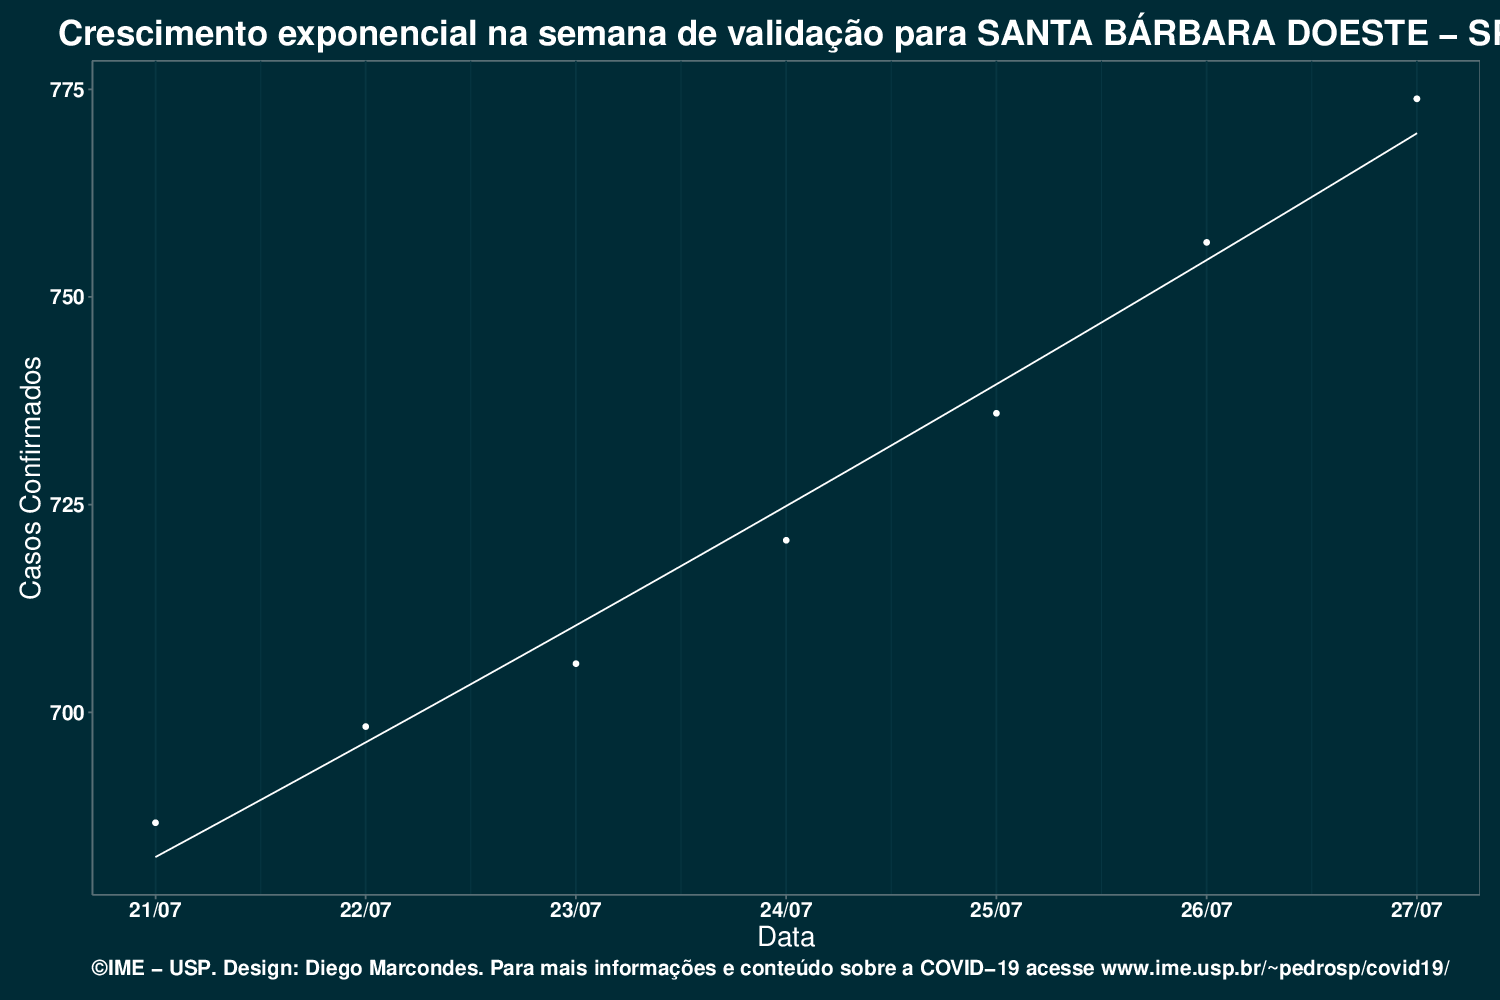 Crescimento exponencial na semana de validação para SANTA BÁRBARA DOESTE – SP
775
750
725
700
Casos Confirmados
21/07 22/07 23/07 24/07 25/07 26/07 27/07
Data
©IME – USP. Design: Diego Marcondes. Para mais informações e conteúdo sobre a COVID–19 acesse www.ime.usp.br/~pedrosp/covid19/